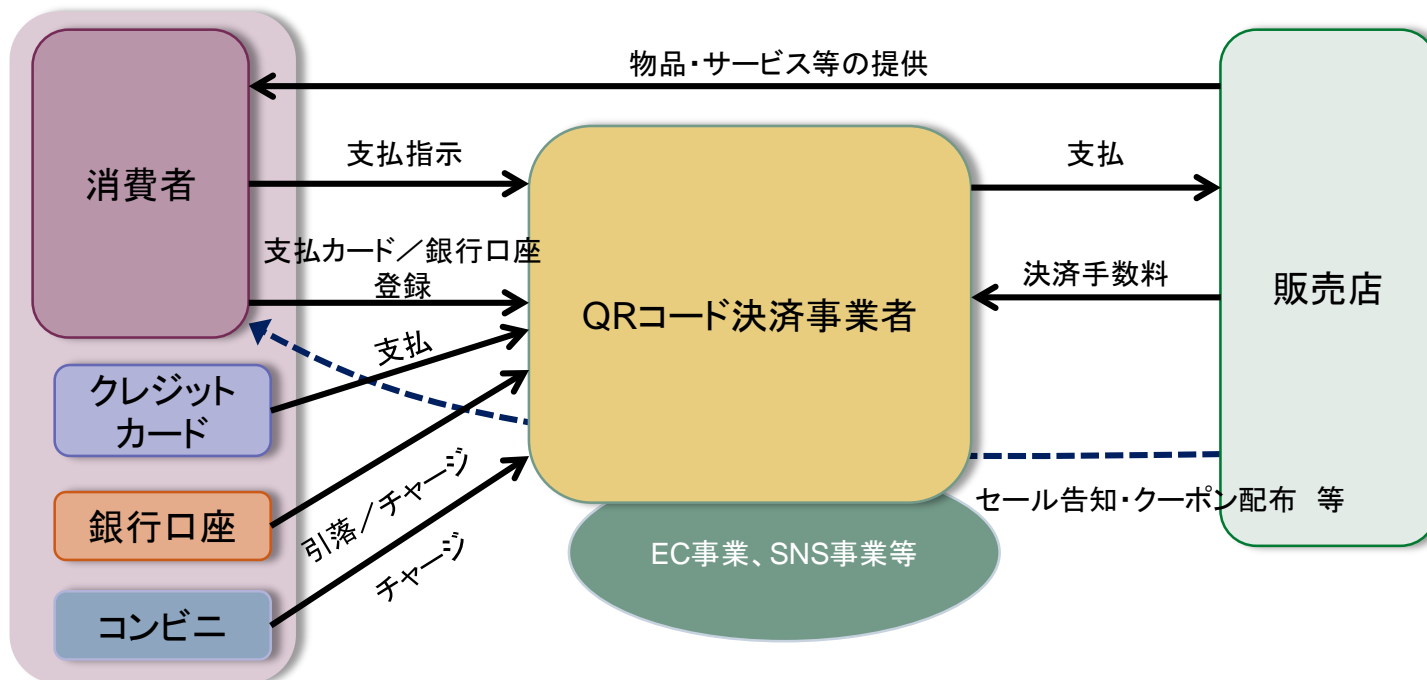 物品・サービス等の提供
消費者
支払指示
支払カード／銀行口座
登録
支払
クレジット
カード
引落／チャージ
銀行口座
チャージ
コンビニ
QRコード決済事業者
EC事業、SNS事業等
支払
決済手数料
販売店
セール告知・クーポン配布　等